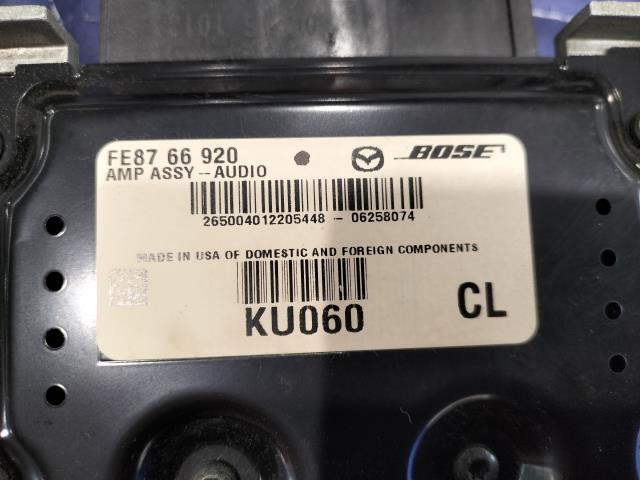 FE87 66 920
BOSE
AMP ASSY--AUDIO
265004012205448 - 06258074
MADE IN USA OF DOMESTIC AND FOREIGN COMPONENTS
KU060
CL